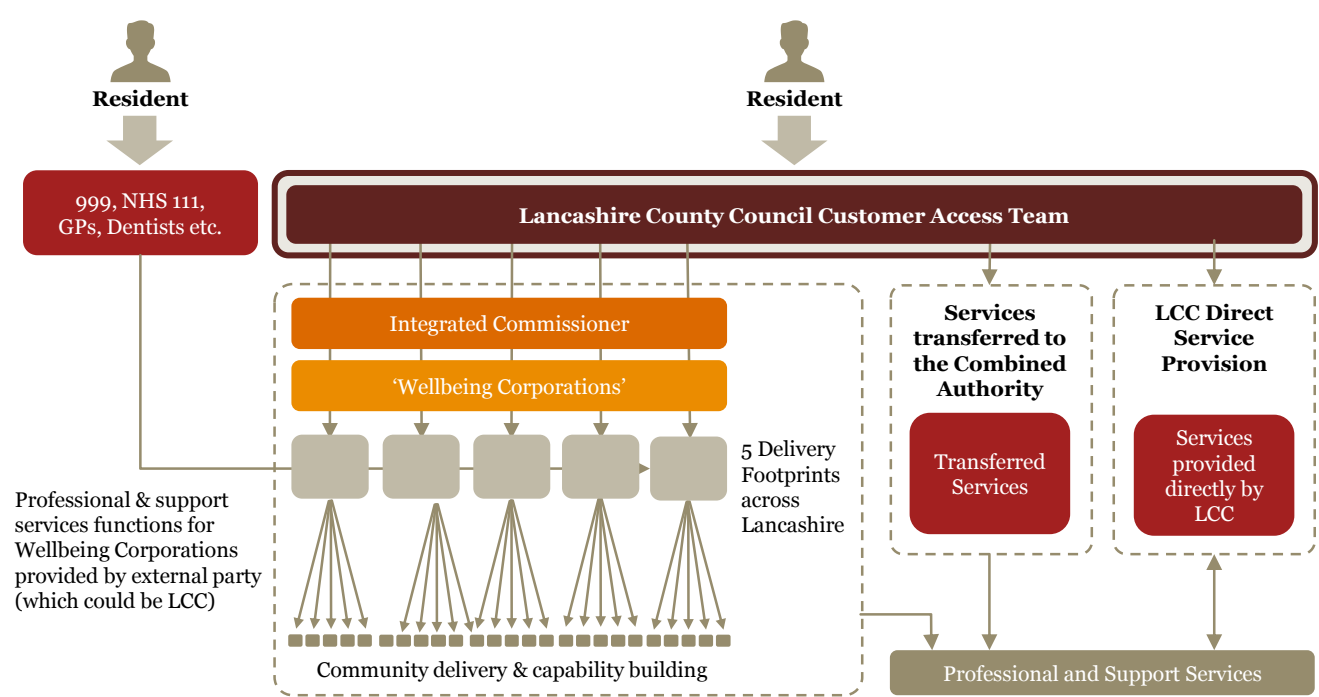 Resident
Resident
999, NHS 111,
GPs, Dentists etc.
Lancashire County Council Customer Access Team
Integrated Commissioner
‘Wellbeing Corporations’
5 Delivery
Footprints
across
Lancashire
Services
transferred to
the Combined
Authority
Transferred
Services
LCC Direct
Service
Provision
Services
provided
directly by
LCC
Professional & support
services functions for
Wellbeing Corporations
provided by external party
(which could be LCC)
Community delivery & capability building
Professional and Support Services